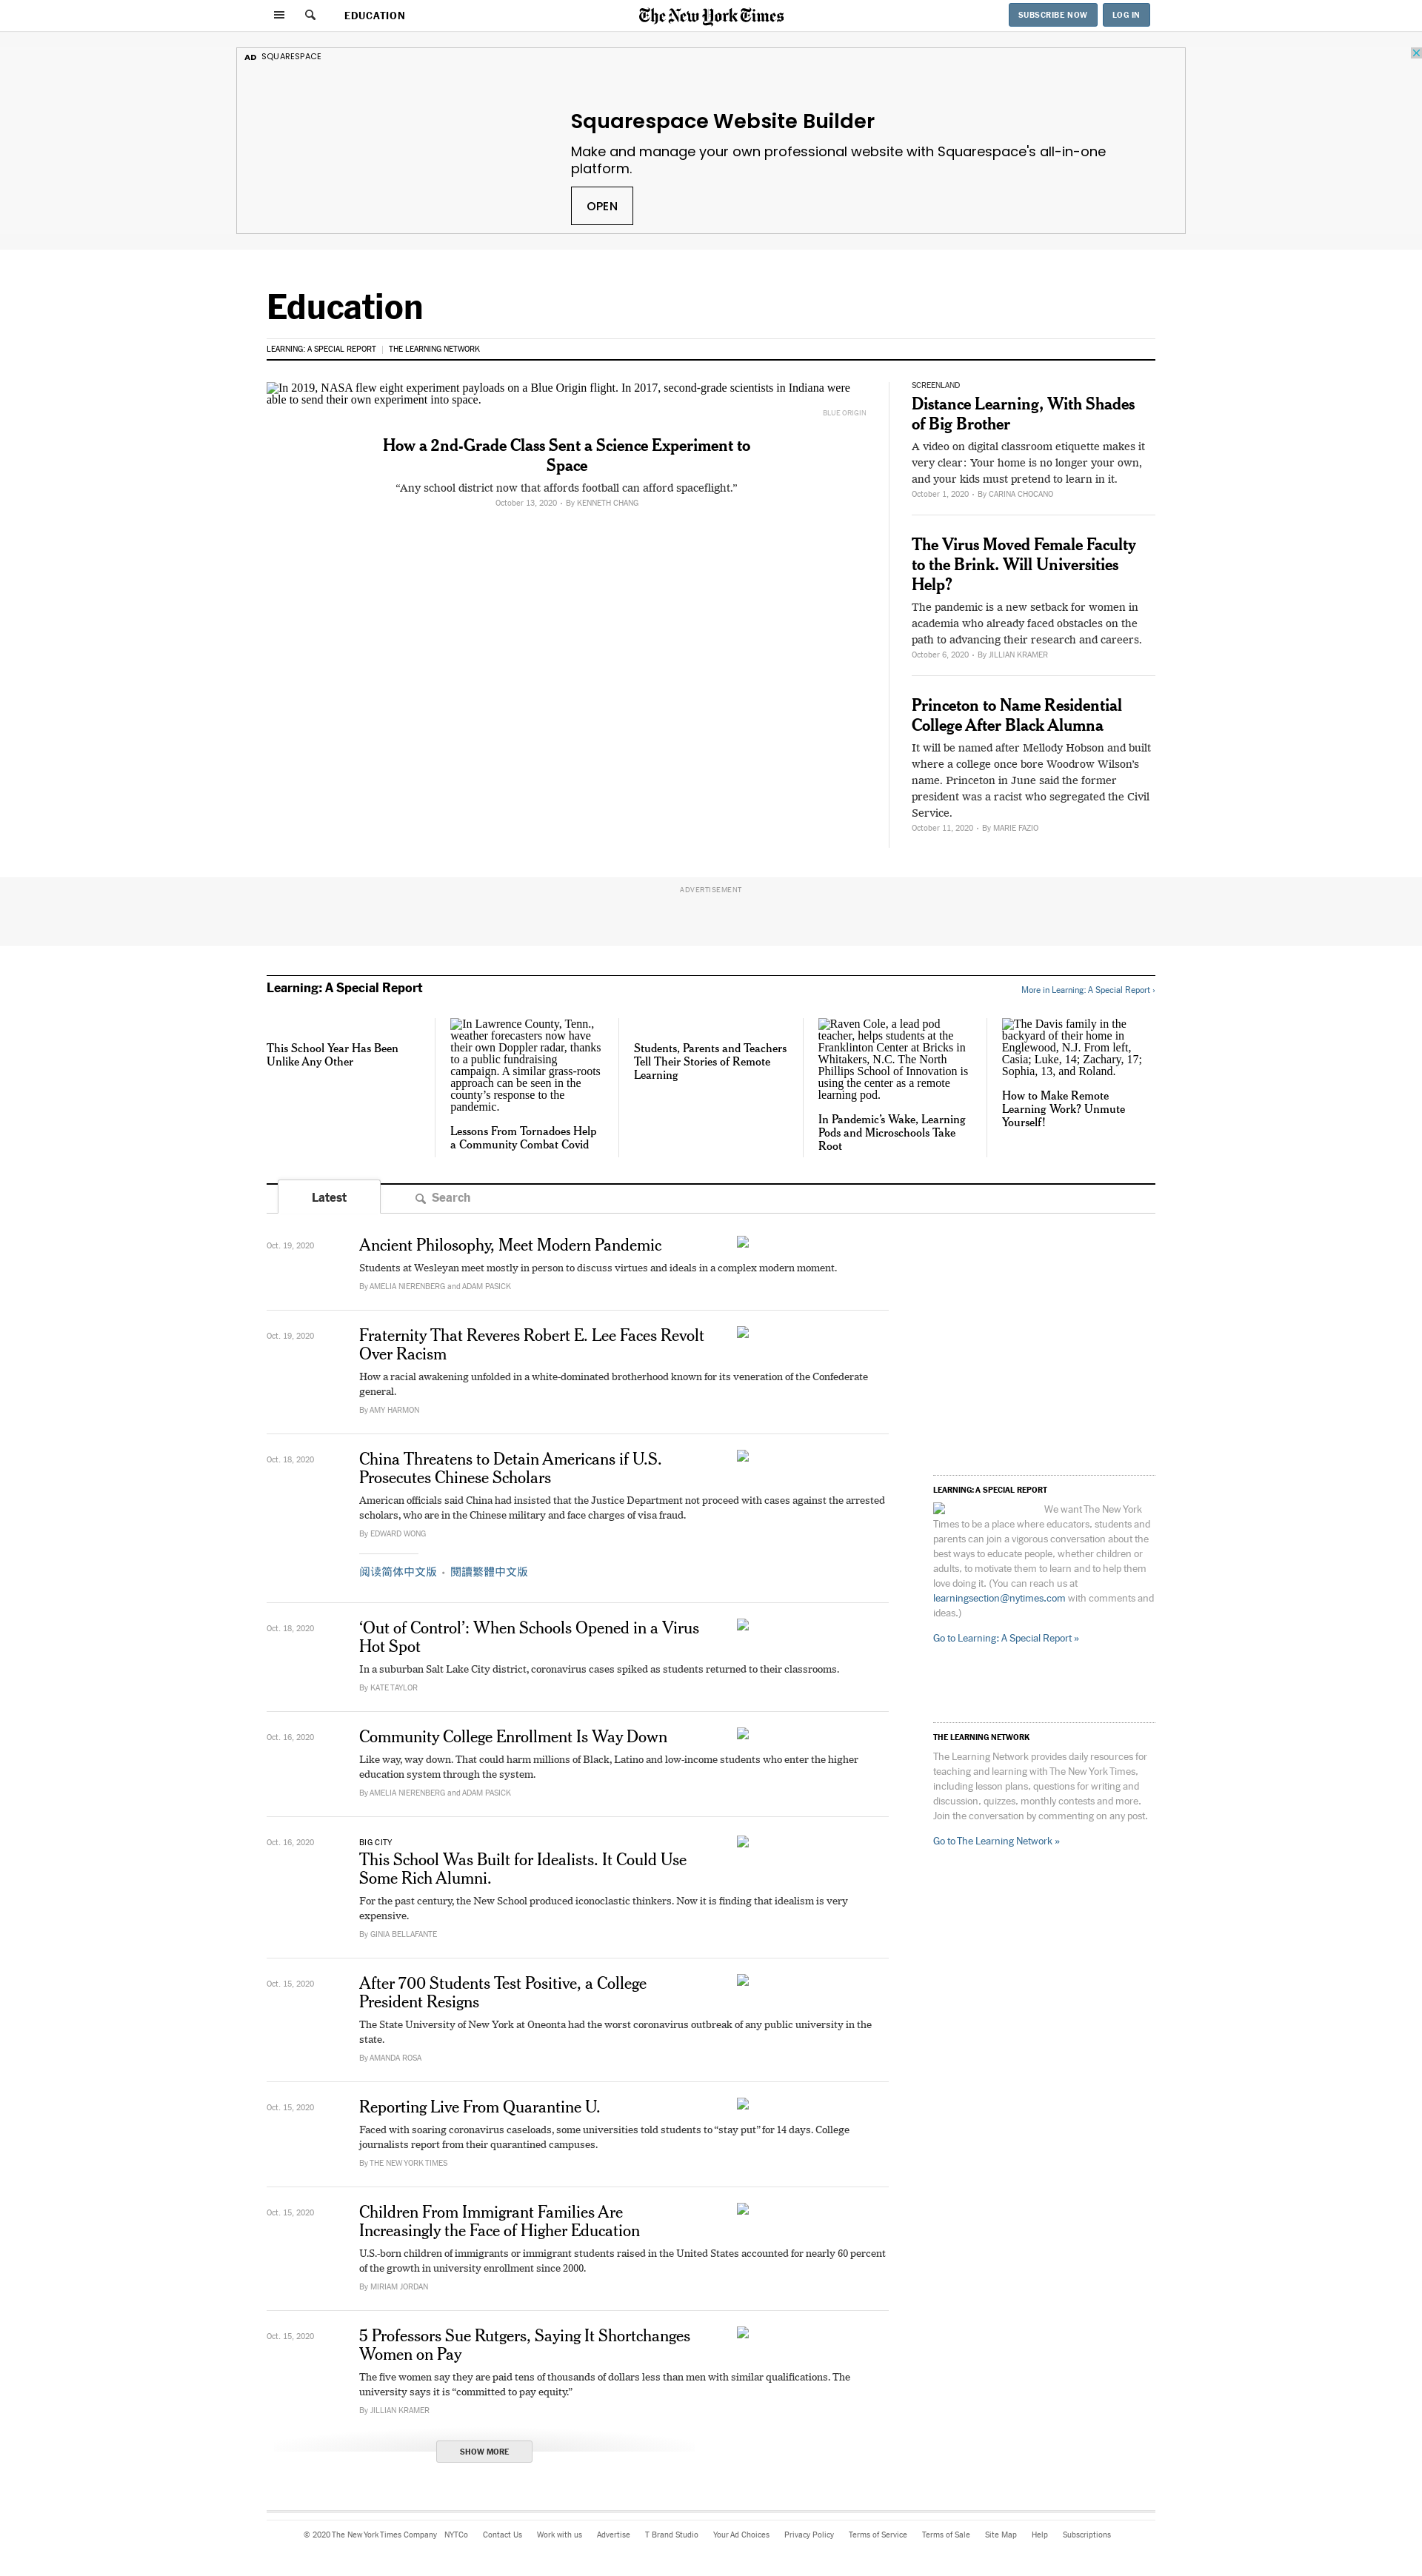 EDUCATION
The New York Times
SUBSCRIBE NOW
LOG IN
AD SQUARESPACE
Squarespace Website Builder
Make and manage your own professional website with Squarespace's all-in-one
platform.
OPEN
Education
LEARNING: A SPECIAL REPORT | THE LEARNING NETWORK
In 2019, NASA flew eight experiment payloads on a Blue Origin flight. In 2017, second-grade scientists in Indiana were
able to send their own experiment into space.
BLUE ORIGIN
How a 2nd-Grade Class Sent a Science Experiment to
Space
“Any school district now that affords football can afford spaceflight.”
October 13, 2020 • By KENNETH CHANG
SCREENLAND
Distance Learning, With Shades
of Big Brother
A video on digital classroom etiquette makes it
very clear: Your home is no longer your own,
and your kids must pretend to learn in it.
October 1, 2020 • By CARINA CHOCANO
The Virus Moved Female Faculty
to the Brink. Will Universities
Help?
The pandemic is a new setback for women in
academia who already faced obstacles on the
path to advancing their research and careers.
October 6, 2020 • By JILLIAN KRAMER
Princeton to Name Residential
College After Black Alumna
It will be named after Mellody Hobson and built
where a college once bore Woodrow Wilson’s
name. Princeton in June said the former
president was a racist who segregated the Civil
Service.
October 11, 2020 • By MARIE FAZIO
ADVERTISEMENT
Learning: A Special Report
More in Learning: A Special Report ›
This School Year Has Been
Unlike Any Other
In Lawrence County, Tenn.,
weather forecasters now have
their own Doppler radar, thanks
to a public fundraising
campaign. A similar grass-roots
approach can be seen in the
county’s response to the
pandemic.
Lessons From Tornadoes Help
a Community Combat Covid
Students, Parents and Teachers
Tell Their Stories of Remote
Learning
Raven Cole, a lead pod
teacher, helps students at the
Franklinton Center at Bricks in
Whitakers, N.C. The North
Phillips School of Innovation is
using the center as a remote
learning pod.
In Pandemic’s Wake, Learning
Pods and Microschools Take
Root
The Davis family in the
backyard of their home in
Englewood, N.J. From left,
Casia; Luke, 14; Zachary, 17;
Sophia, 13, and Roland.
How to Make Remote
Learning Work? Unmute
Yourself!
Latest
Search
Oct. 19, 2020
Ancient Philosophy, Meet Modern Pandemic
Students at Wesleyan meet mostly in person to discuss virtues and ideals in a complex modern moment.
By AMELIA NIERENBERG and ADAM PASICK
Oct. 19, 2020
Fraternity That Reveres Robert E. Lee Faces Revolt
Over Racism
How a racial awakening unfolded in a white-dominated brotherhood known for its veneration of the Confederate
general.
By AMY HARMON
Oct. 18, 2020
China Threatens to Detain Americans if U.S.
Prosecutes Chinese Scholars
American officials said China had insisted that the Justice Department not proceed with cases against the arrested
scholars, who are in the Chinese military and face charges of visa fraud.
By EDWARD WONG
阅读简体中文版 • 閱讀繁體中文版
Oct. 18, 2020
‘Out of Control’: When Schools Opened in a Virus
Hot Spot
In a suburban Salt Lake City district, coronavirus cases spiked as students returned to their classrooms.
By KATE TAYLOR
Oct. 16, 2020
Community College Enrollment Is Way Down
Like way, way down. That could harm millions of Black, Latino and low-income students who enter the higher
education system through the system.
By AMELIA NIERENBERG and ADAM PASICK
Oct. 16, 2020
BIG CITY
This School Was Built for Idealists. It Could Use
Some Rich Alumni.
For the past century, the New School produced iconoclastic thinkers. Now it is finding that idealism is very
expensive.
By GINIA BELLAFANTE
Oct. 15, 2020
After 700 Students Test Positive, a College
President Resigns
The State University of New York at Oneonta had the worst coronavirus outbreak of any public university in the
state.
By AMANDA ROSA
Oct. 15, 2020
Reporting Live From Quarantine U.
Faced with soaring coronavirus caseloads, some universities told students to “stay put” for 14 days. College
journalists report from their quarantined campuses.
By THE NEW YORK TIMES
Oct. 15, 2020
Children From Immigrant Families Are
Increasingly the Face of Higher Education
U.S.-born children of immigrants or immigrant students raised in the United States accounted for nearly 60 percent
of the growth in university enrollment since 2000.
By MIRIAM JORDAN
Oct. 15, 2020
5 Professors Sue Rutgers, Saying It Shortchanges
Women on Pay
The five women say they are paid tens of thousands of dollars less than men with similar qualifications. The
university says it is “committed to pay equity.”
By JILLIAN KRAMER
SHOW MORE
LEARNING: A SPECIAL REPORT
We want The New York
Times to be a place where educators, students and
parents can join a vigorous conversation about the
best ways to educate people, whether children or
adults, to motivate them to learn and to help them
love doing it. (You can reach us at
learningsection@nytimes.com with comments and
ideas.)
Go to Learning: A Special Report »
THE LEARNING NETWORK
The Learning Network provides daily resources for
teaching and learning with The New York Times,
including lesson plans, questions for writing and
discussion, quizzes, monthly contests and more.
Join the conversation by commenting on any post.
Go to The Learning Network »
© 2020 The New York Times Company NYTCo Contact Us Work with us Advertise T Brand Studio Your Ad Choices Privacy Policy Terms of Service Terms of Sale Site Map Help Subscriptions